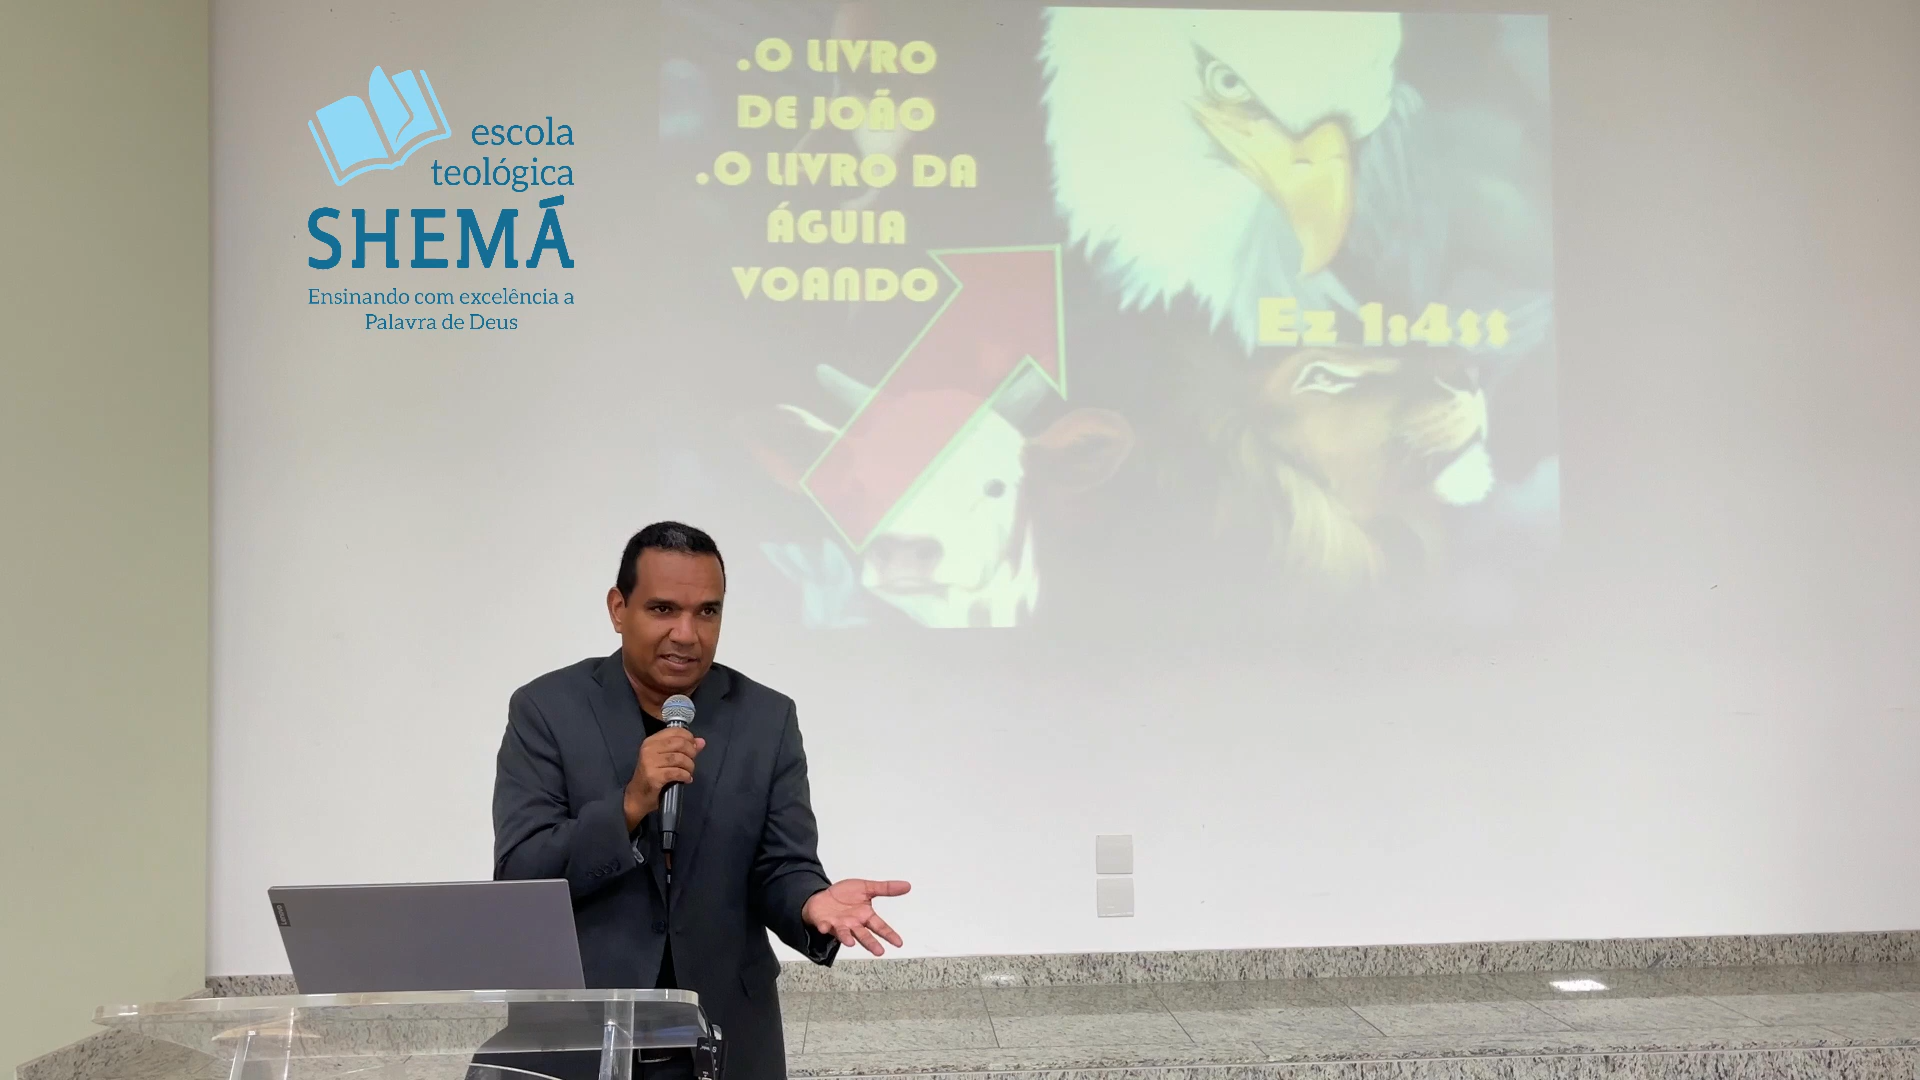 escola
teológica
SHEMÁ
Ensinando com excelência a
Palavra de Deus
.O LIVRO
DE JOÃO
.O LIVRO DA
ÁGUIA
VOANDO
Ez 1:4ss
Lenovo